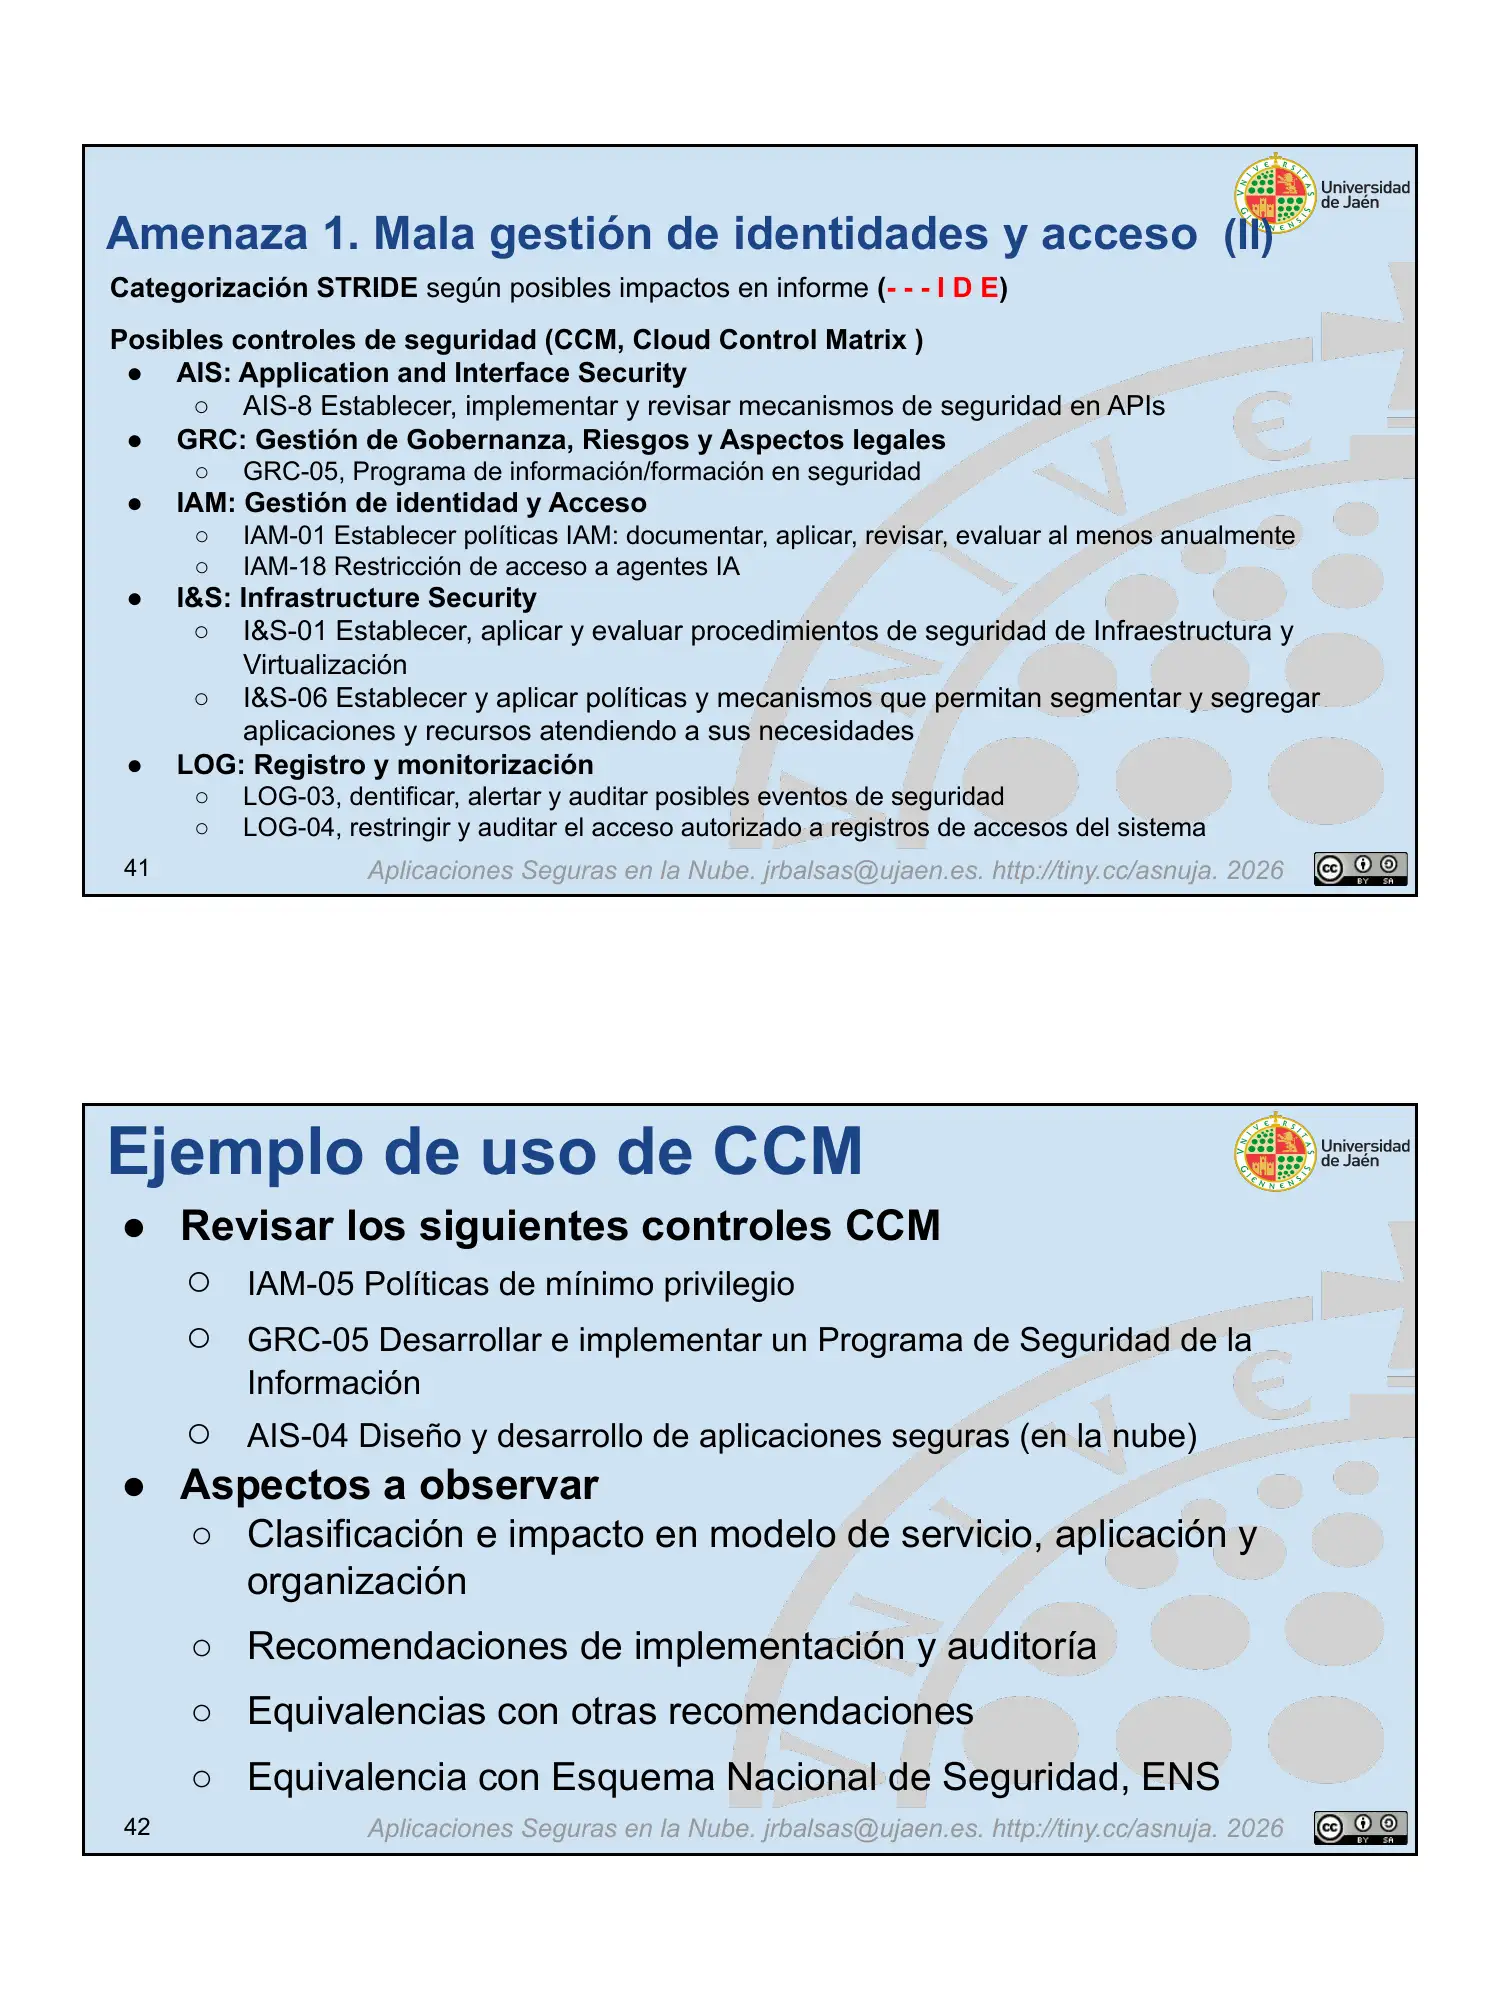 Universidad
de Jaén
Amenaza 1. Mala gestión de identidades y acceso (II)
Categorización STRIDE según posibles impactos en informe (- - - I D E)
Posibles controles de seguridad (CCM, Cloud Control Matrix )
● AIS: Application and Interface Security
○ AIS-8 Establecer, implementar y revisar mecanismos de seguridad en APIs
● GRC: Gestión de Gobernanza, Riesgos y Aspectos legales
○ GRC-05, Programa de información/formación en seguridad
● IAM: Gestión de identidad y Acceso
○ IAM-01 Establecer políticas IAM: documentar, aplicar, revisar, evaluar al menos anualmente
○ IAM-18 Restricción de acceso a agentes IA
● I&S: Infrastructure Security
○ I&S-01 Establecer, aplicar y evaluar procedimientos de seguridad de Infraestructura y
Virtualización
○ I&S-06 Establecer y aplicar políticas y mecanismos que permitan segmentar y segregar
aplicaciones y recursos atendiendo a sus necesidades
● LOG: Registro y monitorización
○ LOG-03, dentificar, alertar y auditar posibles eventos de seguridad
○ LOG-04, restringir y auditar el acceso autorizado a registros de accesos del sistema
41
Aplicaciones Seguras en la Nube. jrbalsas@ujaen.es. http://tiny.cc/asnuja. 2026
cc BY SA
Universidad
de Jaén
Ejemplo de uso de CCM
● Revisar los siguientes controles CCM
○ IAM-05 Políticas de mínimo privilegio
○ GRC-05 Desarrollar e implementar un Programa de Seguridad de la
Información
○ AIS-04 Diseño y desarrollo de aplicaciones seguras (en la nube)
● Aspectos a observar
○ Clasificación e impacto en modelo de servicio, aplicación y
organización
○ Recomendaciones de implementación y auditoría
○ Equivalencias con otras recomendaciones
○ Equivalencia con Esquema Nacional de Seguridad, ENS
42
Aplicaciones Seguras en la Nube. jrbalsas@ujaen.es. http://tiny.cc/asnuja. 2026
cc BY SA